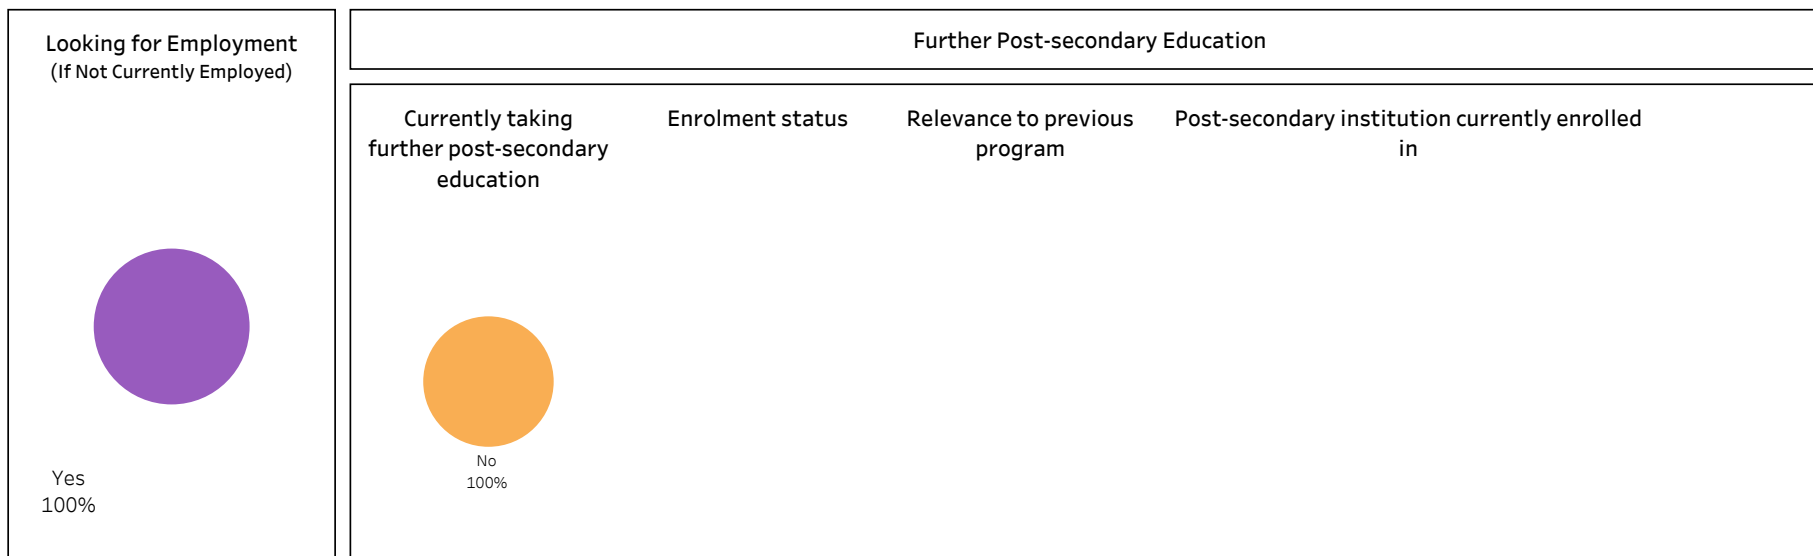 Looking for Employment
(If Not Currently Employed)
Yes
100%
Further Post-secondary Education
Currently taking
further post-secondary
education
No
100%
Enrolment status
Relevance to previous
program
Post-secondary institution currently enrolled
in